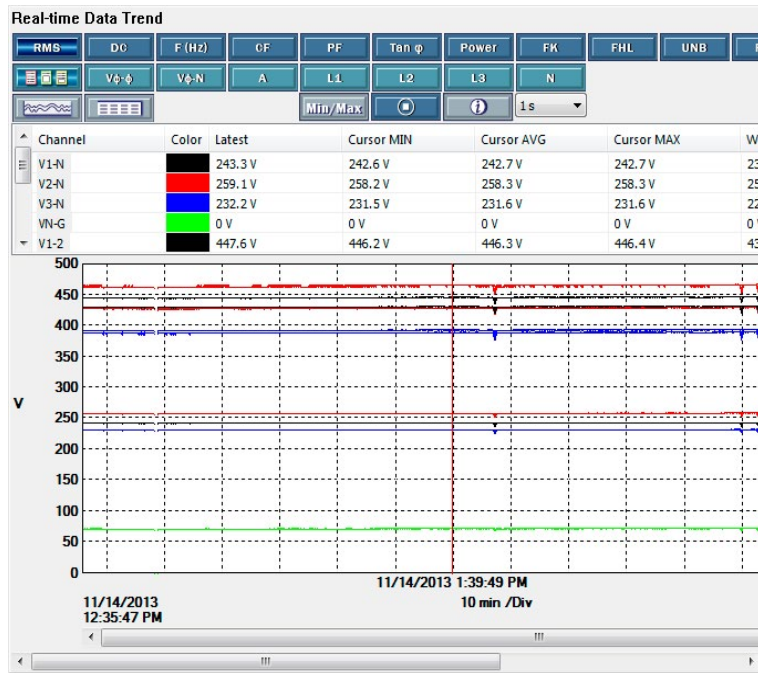 Real-time Data Trend
RMS DC F (Hz) CF PF Tan φ Power FK FHL UNB
Vφ-φ Vφ-N A L1 L2 L3 N
Min/Max 1 s
Channel Color Latest Cursor MIN Cursor AVG Cursor MAX W
V1-N 243.3 V 242.6 V 242.7 V 242.7 V 23
V2-N 259.1 V 258.2 V 258.3 V 258.3 V 25
V3-N 232.2 V 231.5 V 231.6 V 231.6 V 22
VN-G 0 V 0 V 0 V 0 V 0
V1-2 447.6 V 446.2 V 446.3 V 446.4 V 43
500
450
400
350
300
V
250
200
150
100
50
0
11/14/2013 1:39:49 PM
11/14/2013 10 min /Div
12:35:47 PM